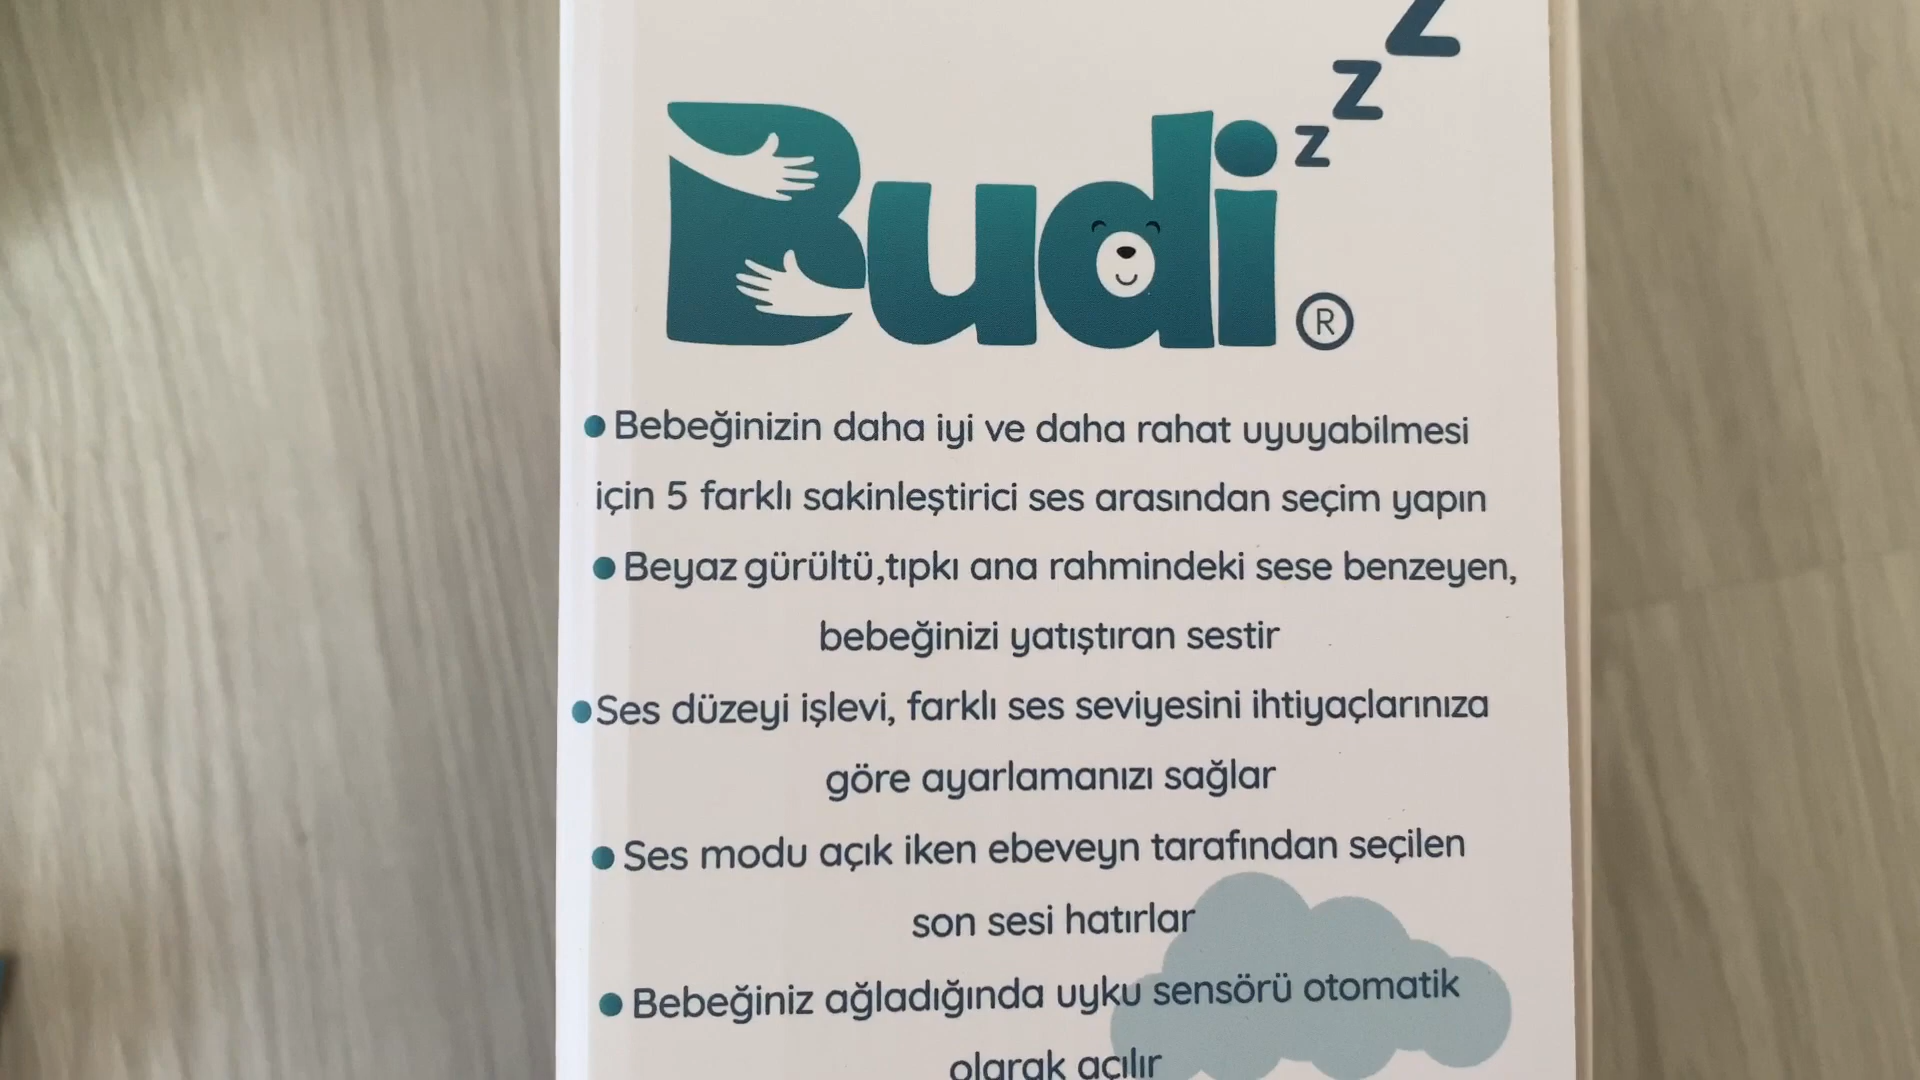 z z z
Budi ®
● Bebeğinizin daha iyi ve daha rahat uyuyabilmesi
için 5 farklı sakinleştirici ses arasından seçim yapın
● Beyaz gürültü,tıpkı ana rahmindeki sese benzeyen,
bebeğinizi yatıştıran sestir
● Ses düzeyi işlevi, farklı ses seviyesini ihtiyaçlarınıza
göre ayarlamanızı sağlar
● Ses modu açık iken ebeveyn tarafından seçilen
son sesi hatırlar
● Bebeğiniz ağladığında uyku sensörü otomatik
olarak açılır